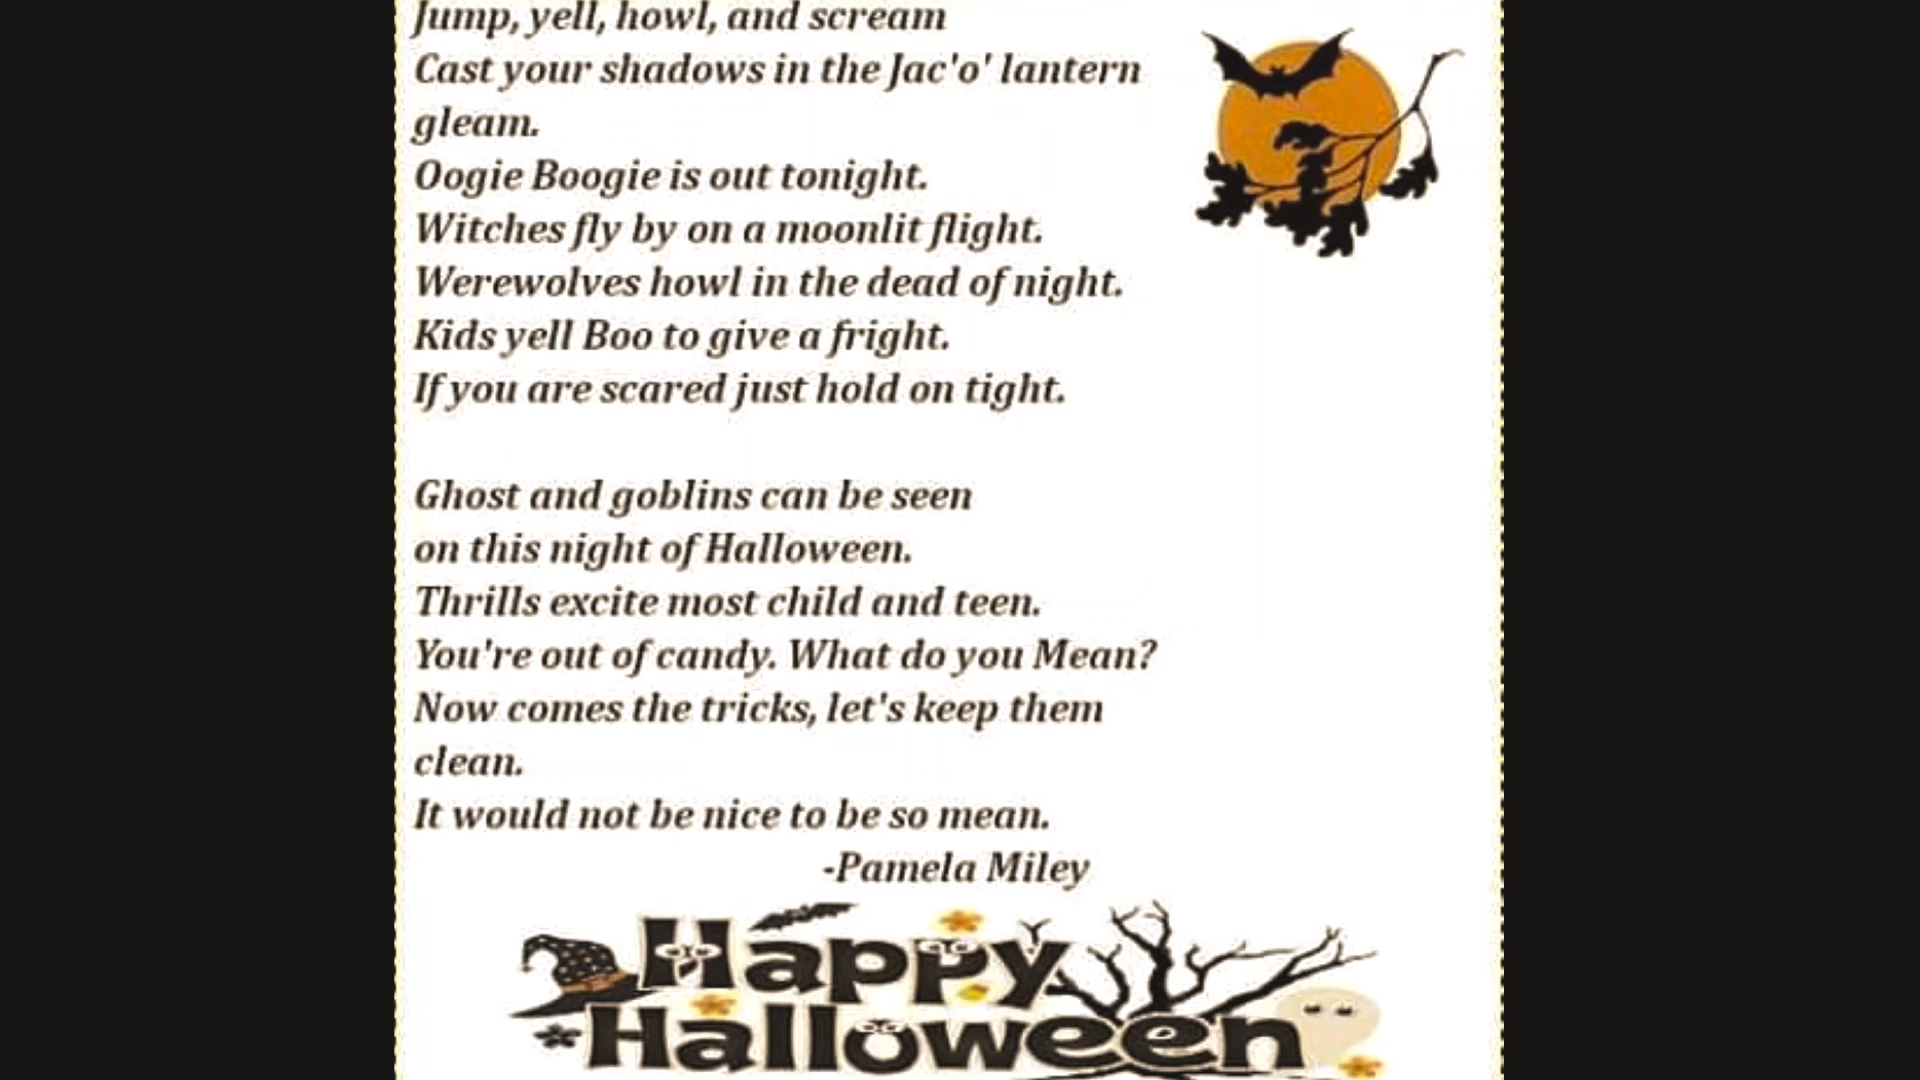 Jump, yell, howl, and scream
Cast your shadows in the Jac'o' lantern
gleam.
Oogie Boogie is out tonight.
Witches fly by on a moonlit flight.
Werewolves howl in the dead of night.
Kids yell Boo to give a fright.
If you are scared just hold on tight.
Ghost and goblins can be seen
on this night of Halloween.
Thrills excite most child and teen.
You're out of candy. What do you Mean?
Now comes the tricks, let's keep them
clean.
It would not be nice to be so mean.
-Pamela Miley
Happy
Halloween